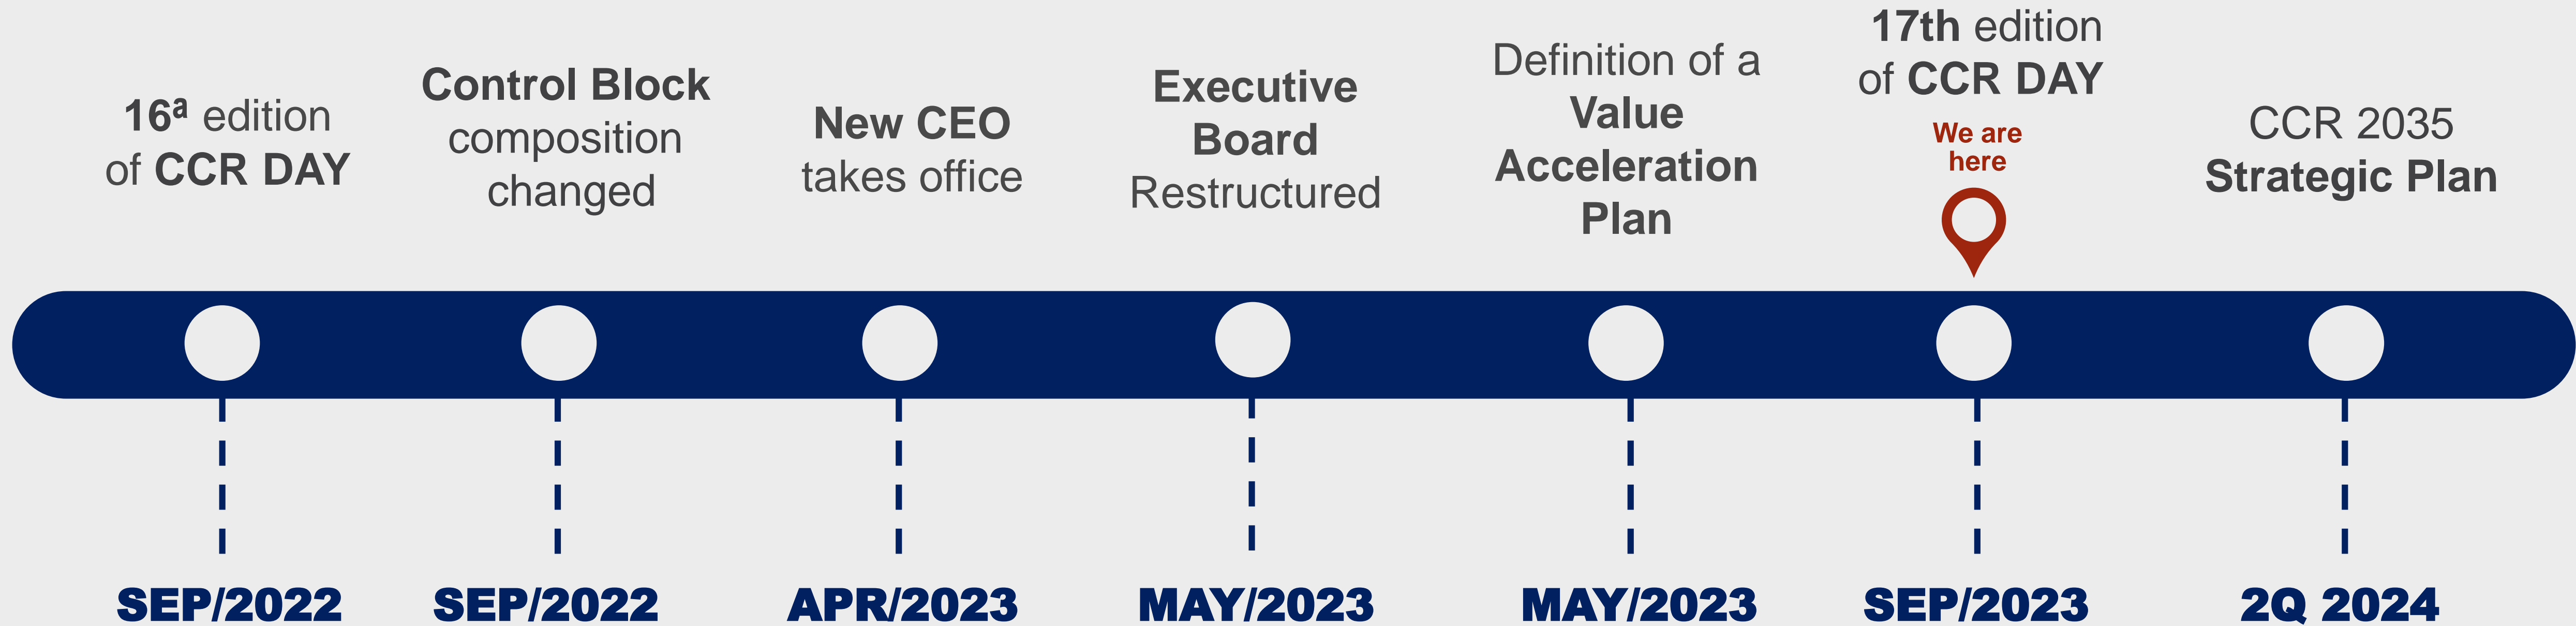 16ª edition
of CCR DAY
Control Block
composition
changed
New CEO
takes office
Executive
Board
Restructured
Definition of a
Value
Acceleration
Plan
17th edition
of CCR DAY
We are
here
CCR 2035
Strategic Plan
SEP/2022
SEP/2022
APR/2023
MAY/2023
MAY/2023
SEP/2023
2Q 2024